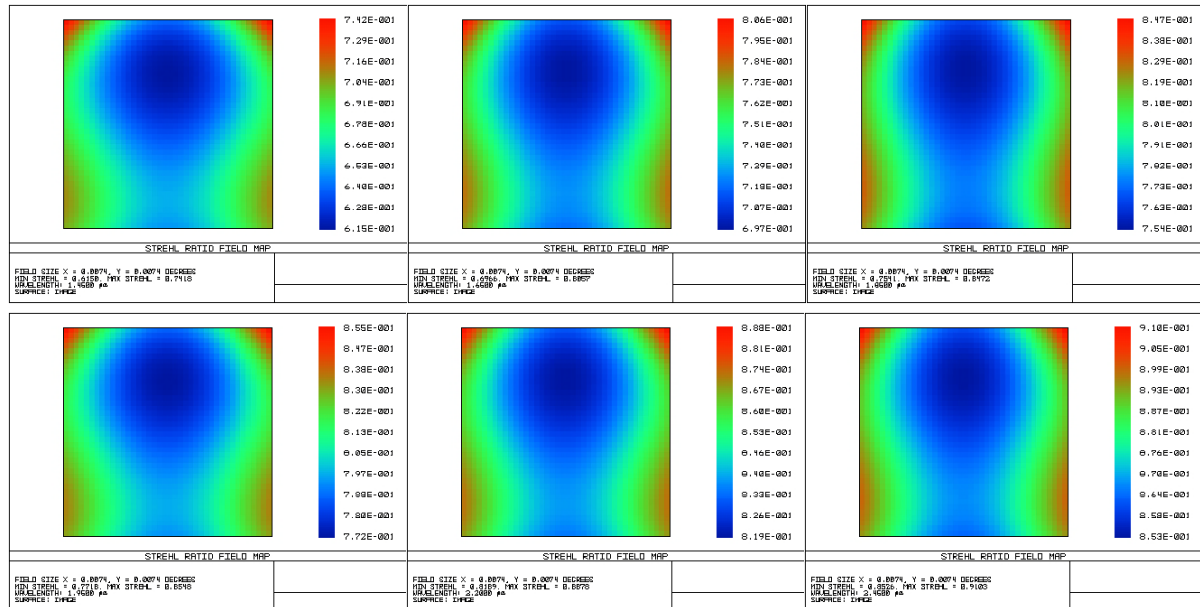 7.42E-001
7.29E-001
7.16E-001
7.04E-001
6.91E-001
6.78E-001
6.66E-001
6.53E-001
6.40E-001
6.28E-001
6.15E-001
STREHL RATIO FIELD MAP
FIELD SIZE X = 0.0074, Y = 0.0074 DEGREES
MIN STREHL = 0.6150, MAX STREHL = 0.7418
WAVELENGTH: 1.4600 µm
SURFACE: IMAGE
8.06E-001
7.95E-001
7.84E-001
7.73E-001
7.62E-001
7.51E-001
7.40E-001
7.29E-001
7.18E-001
7.07E-001
6.97E-001
STREHL RATIO FIELD MAP
FIELD SIZE X = 0.0074, Y = 0.0074 DEGREES
MIN STREHL = 0.6966, MAX STREHL = 0.8057
WAVELENGTH: 1.6600 µm
SURFACE: IMAGE
8.47E-001
8.38E-001
8.29E-001
8.19E-001
8.10E-001
8.01E-001
7.91E-001
7.82E-001
7.73E-001
7.63E-001
7.54E-001
STREHL RATIO FIELD MAP
FIELD SIZE X = 0.0074, Y = 0.0074 DEGREES
MIN STREHL = 0.7541, MAX STREHL = 0.8472
WAVELENGTH: 1.8600 µm
SURFACE: IMAGE
8.55E-001
8.47E-001
8.38E-001
8.30E-001
8.22E-001
8.13E-001
8.05E-001
7.97E-001
7.88E-001
7.80E-001
7.72E-001
STREHL RATIO FIELD MAP
FIELD SIZE X = 0.0074, Y = 0.0074 DEGREES
MIN STREHL = 0.7718, MAX STREHL = 0.8548
WAVELENGTH: µm
SURFACE: IMAGE
8.88E-001
8.81E-001
8.74E-001
8.67E-001
8.60E-001
8.53E-001
8.46E-001
8.40E-001
8.33E-001
8.26E-001
8.19E-001
STREHL RATIO FIELD MAP
FIELD SIZE X = 0.0074, Y = 0.0074 DEGREES
MIN STREHL = 0.8189, MAX STREHL = 0.8878
WAVELENGTH: µm
SURFACE: IMAGE
9.10E-001
9.05E-001
8.99E-001
8.93E-001
8.87E-001
8.81E-001
8.76E-001
8.70E-001
8.64E-001
8.58E-001
8.53E-001
STREHL RATIO FIELD MAP
FIELD SIZE X = 0.0074, Y = 0.0074 DEGREES
MIN STREHL = 0.8526, MAX STREHL = 0.9103
WAVELENGTH: µm
SURFACE: IMAGE